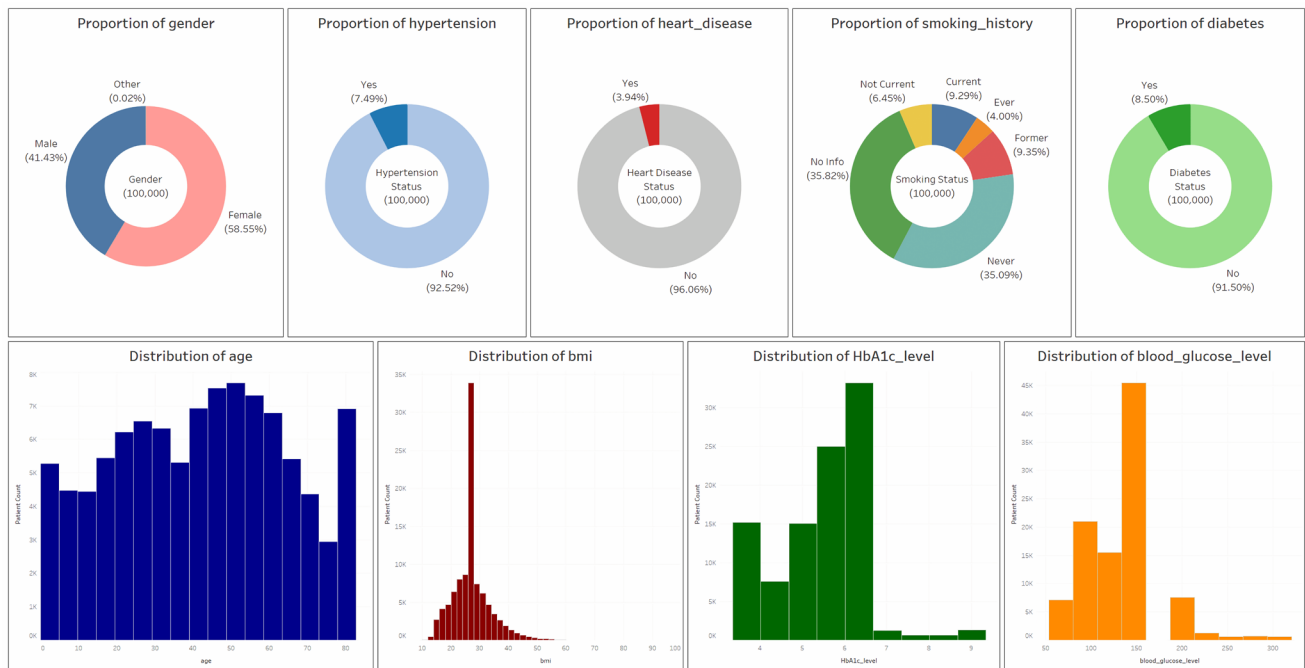 Proportion of gender
Other
(0.02%)
Male
(41.43%)
Gender
(100,000)
Female
(58.55%)
Proportion of hypertension
Yes
(7.49%)
Hypertension
Status
(100,000)
No
(92.52%)
Proportion of heart_disease
Yes
(3.94%)
Heart Disease
Status
(100,000)
No
(96.06%)
Proportion of smoking_history
Not Current
(6.45%)
Current
(9.29%)
Ever
(4.00%)
Former
(9.35%)
No Info
(35.82%)
Smoking Status
(100,000)
Never
(35.09%)
Proportion of diabetes
Yes
(8.50%)
Diabetes
Status
(100,000)
No
(91.50%)
Distribution of age
Patient Count
8K
7K
6K
5K
4K
3K
2K
1K
0K
0 10 20 30 40 50 60 70 80
age
Distribution of bmi
Patient Count
35K
30K
25K
20K
15K
10K
5K
0K
10 20 30 40 50 60 70 80 90 100
bmi
Distribution of HbA1c_level
Patient Count
30K
25K
20K
15K
10K
5K
0K
4 5 6 7 8 9
HbA1c_level
Distribution of blood_glucose_level
Patient Count
45K
40K
35K
30K
25K
20K
15K
10K
5K
0K
50 100 150 200 250 300
blood_glucose_level